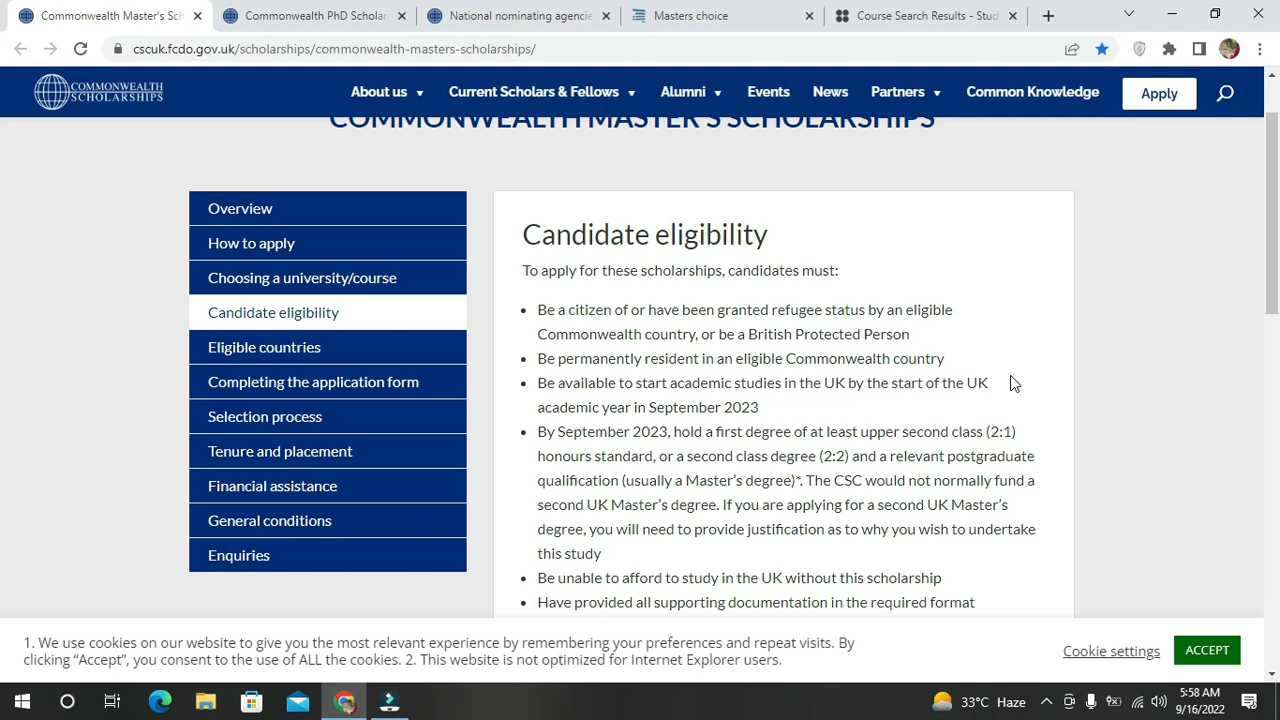 Commonwealth Master's Sch
Commonwealth PhD Scholar
National nominating agencie
Masters choice
Course Search Results - Stud
cscuk.fcdo.gov.uk/scholarships/commonwealth-masters-scholarships/
COMMONWEALTH
SCHOLARSHIPS
About us
Current Scholars & Fellows
Alumni
Events
News
Partners
Common Knowledge
Apply
COMMONWEALTH MASTER'S SCHOLARSHIPS
Overview
How to apply
Choosing a university/course
Candidate eligibility
Eligible countries
Completing the application form
Selection process
Tenure and placement
Financial assistance
General conditions
Enquiries
Candidate eligibility
To apply for these scholarships, candidates must:
• Be a citizen of or have been granted refugee status by an eligible
Commonwealth country, or be a British Protected Person
• Be permanently resident in an eligible Commonwealth country
• Be available to start academic studies in the UK by the start of the UK
academic year in September 2023
• By September 2023, hold a first degree of at least upper second class (2:1)
honours standard, or a second class degree (2:2) and a relevant postgraduate
qualification (usually a Master's degree)*. The CSC would not normally fund a
second UK Master's degree. If you are applying for a second UK Master's
degree, you will need to provide justification as to why you wish to undertake
this study
• Be unable to afford to study in the UK without this scholarship
• Have provided all supporting documentation in the required format
1. We use cookies on our website to give you the most relevant experience by remembering your preferences and repeat visits. By
clicking “Accept”, you consent to the use of ALL the cookies. 2. This website is not optimized for Internet Explorer users.
Cookie settings
ACCEPT
33°C Haze
5:58 AM
9/16/2022